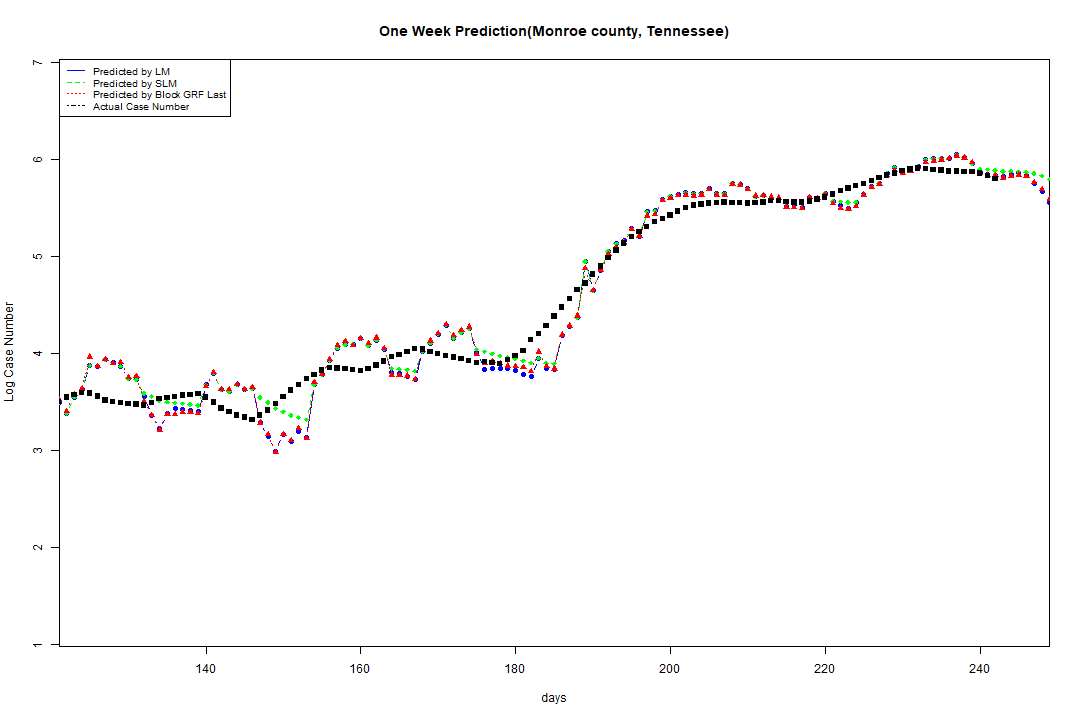 One Week Prediction(Monroe county, Tennessee)
Predicted by LM
Predicted by SLM
Predicted by Block GRF Last
Actual Case Number
7
6
5
4
3
2
1
Log Case Number
140 160 180 200 220 240
days